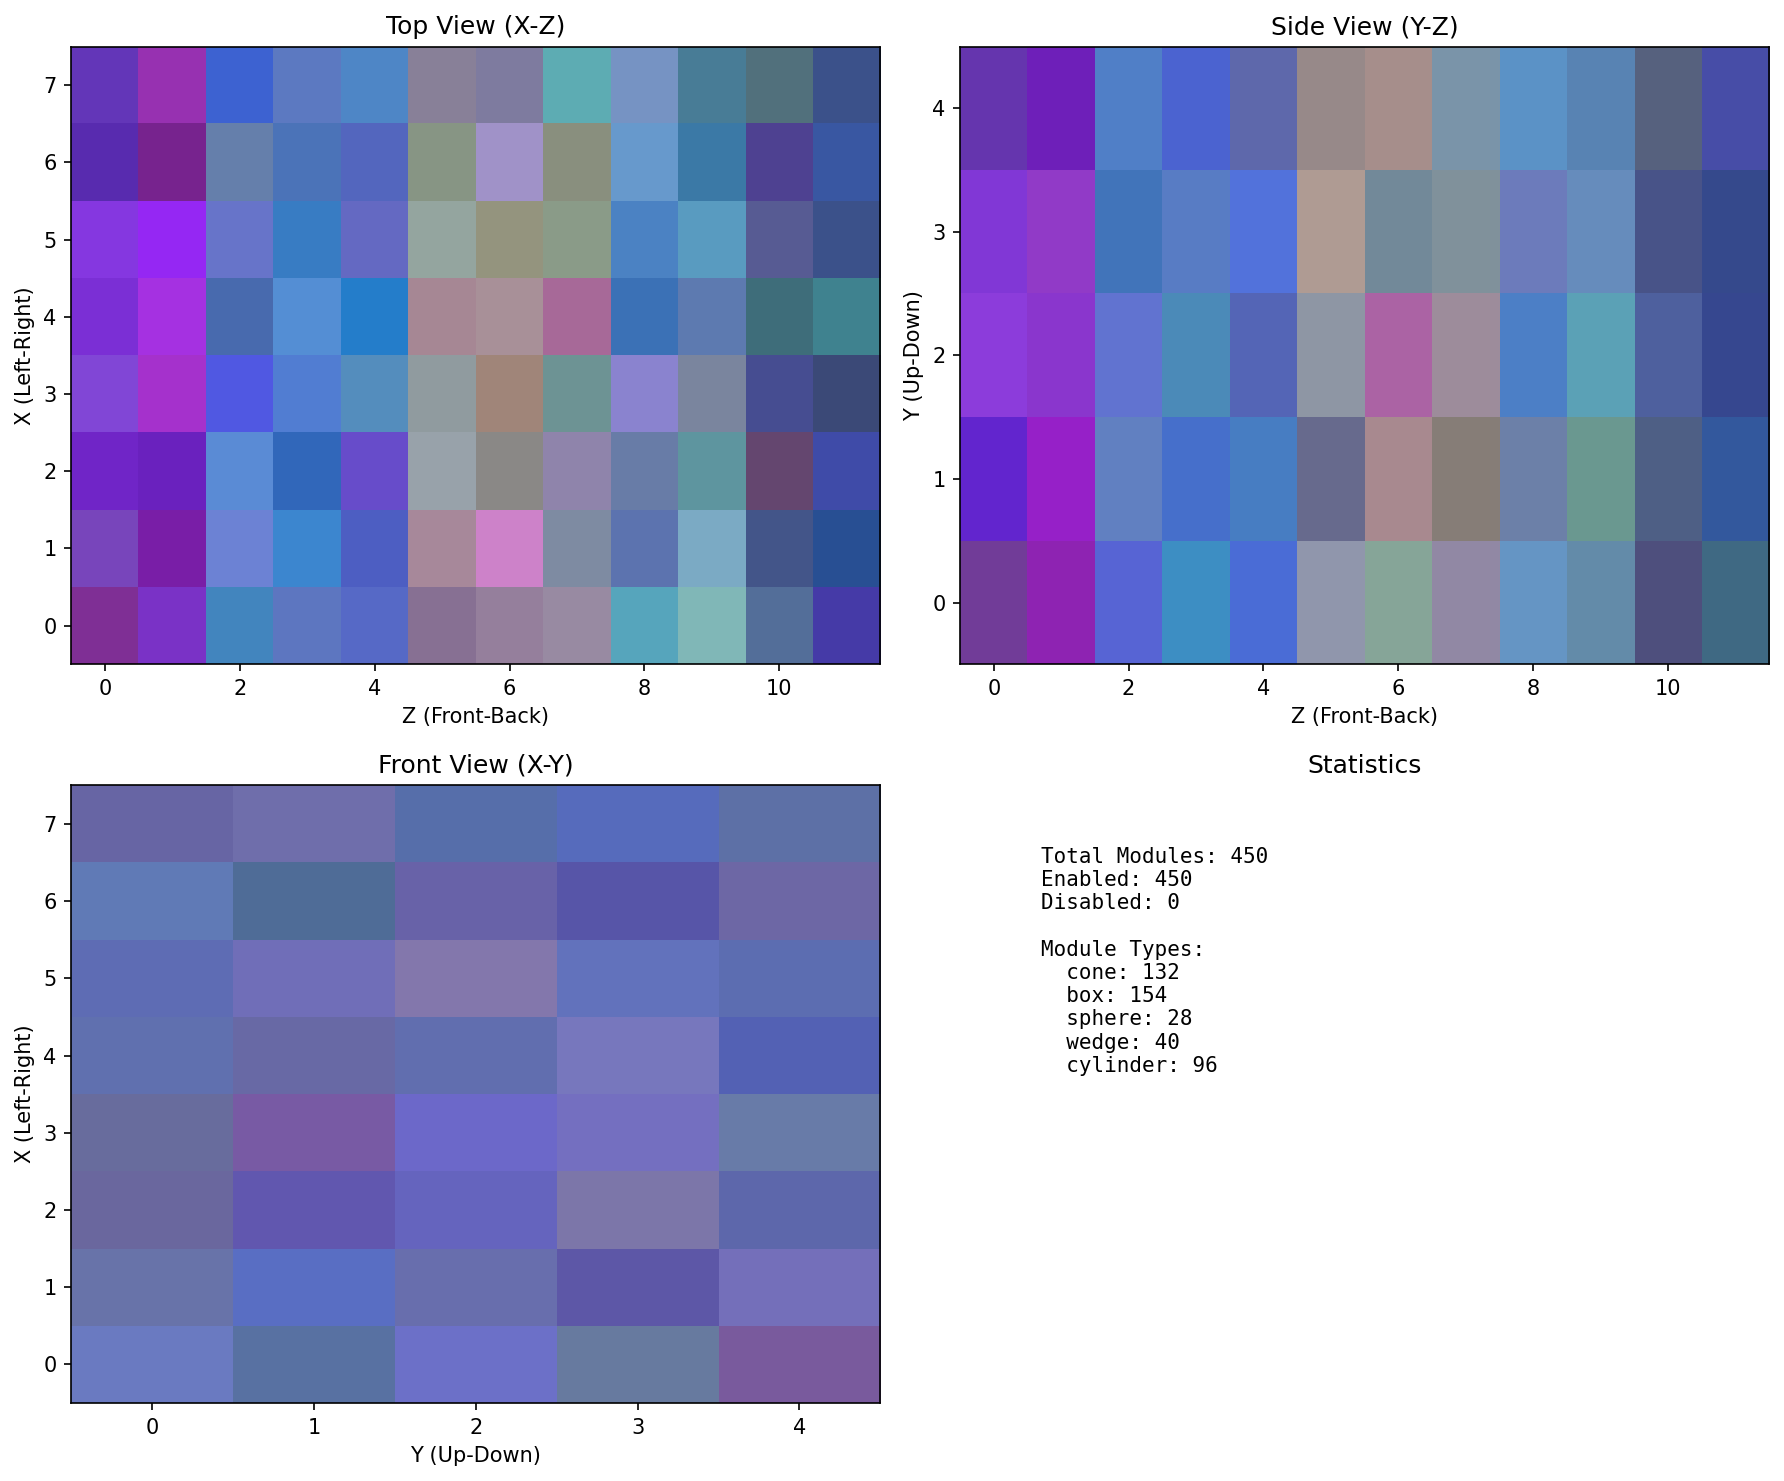 Top View (X-Z)
X (Left-Right)
7
6
5
4
3
2
1
0
0 2 4 6 8 10
Z (Front-Back)
Side View (Y-Z)
Y (Up-Down)
4
3
2
1
0
0 2 4 6 8 10
Z (Front-Back)
Front View (X-Y)
X (Left-Right)
7
6
5
4
3
2
1
0
0 1 2 3 4
Y (Up-Down)
Statistics
Total Modules: 450
Enabled: 450
Disabled: 0
Module Types:
cone: 132
box: 154
sphere: 28
wedge: 40
cylinder: 96